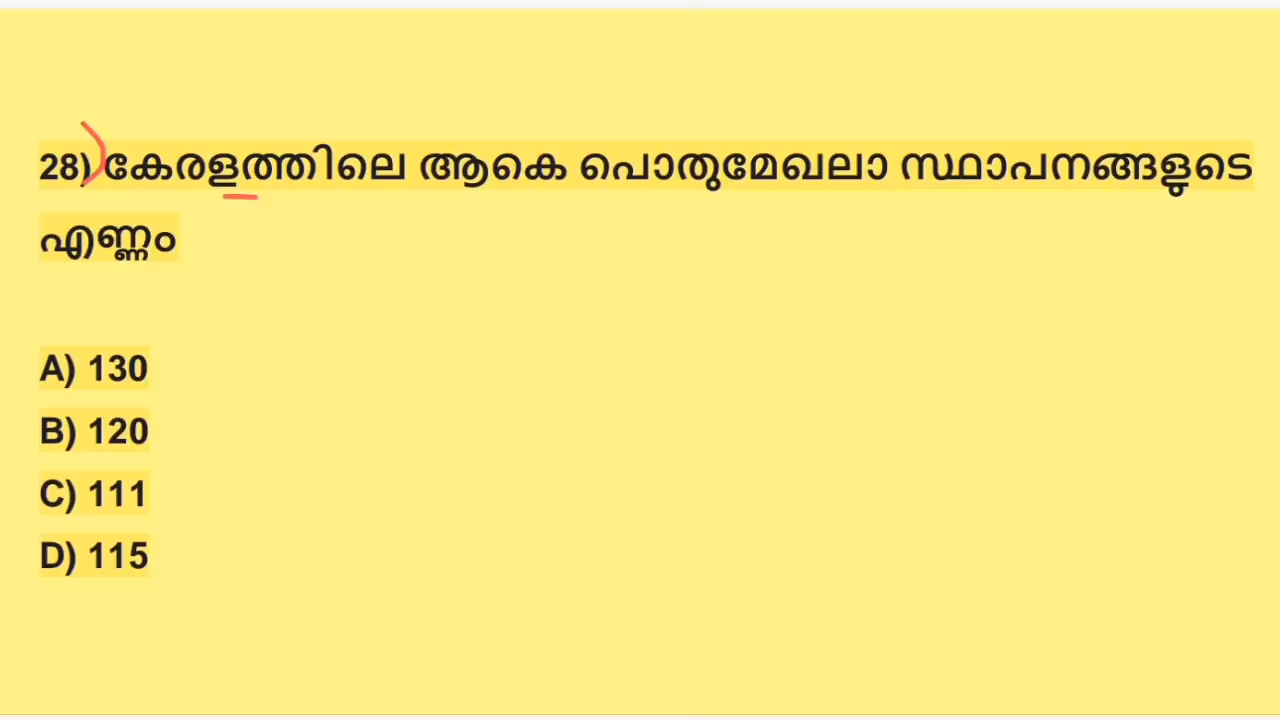 28) കേരളത്തിലെ ആകെ പൊതുമേഖലാ സ്ഥാപനങ്ങളുടെ
എണ്ണം
A) 130
B) 120
C) 111
D) 115